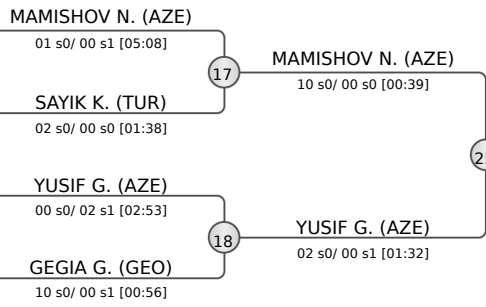 MAMISHOV N. (AZE)
01 s0/ 00 s1 [05:08]
17
MAMISHOV N. (AZE)
10 s0/ 00 s0 [00:39]
SAYIK K. (TUR)
02 s0/ 00 s0 [01:38]
YUSIF G. (AZE)
00 s0/ 02 s1 [02:53]
18
YUSIF G. (AZE)
02 s0/ 00 s1 [01:32]
GEGIA G. (GEO)
10 s0/ 00 s1 [00:56]